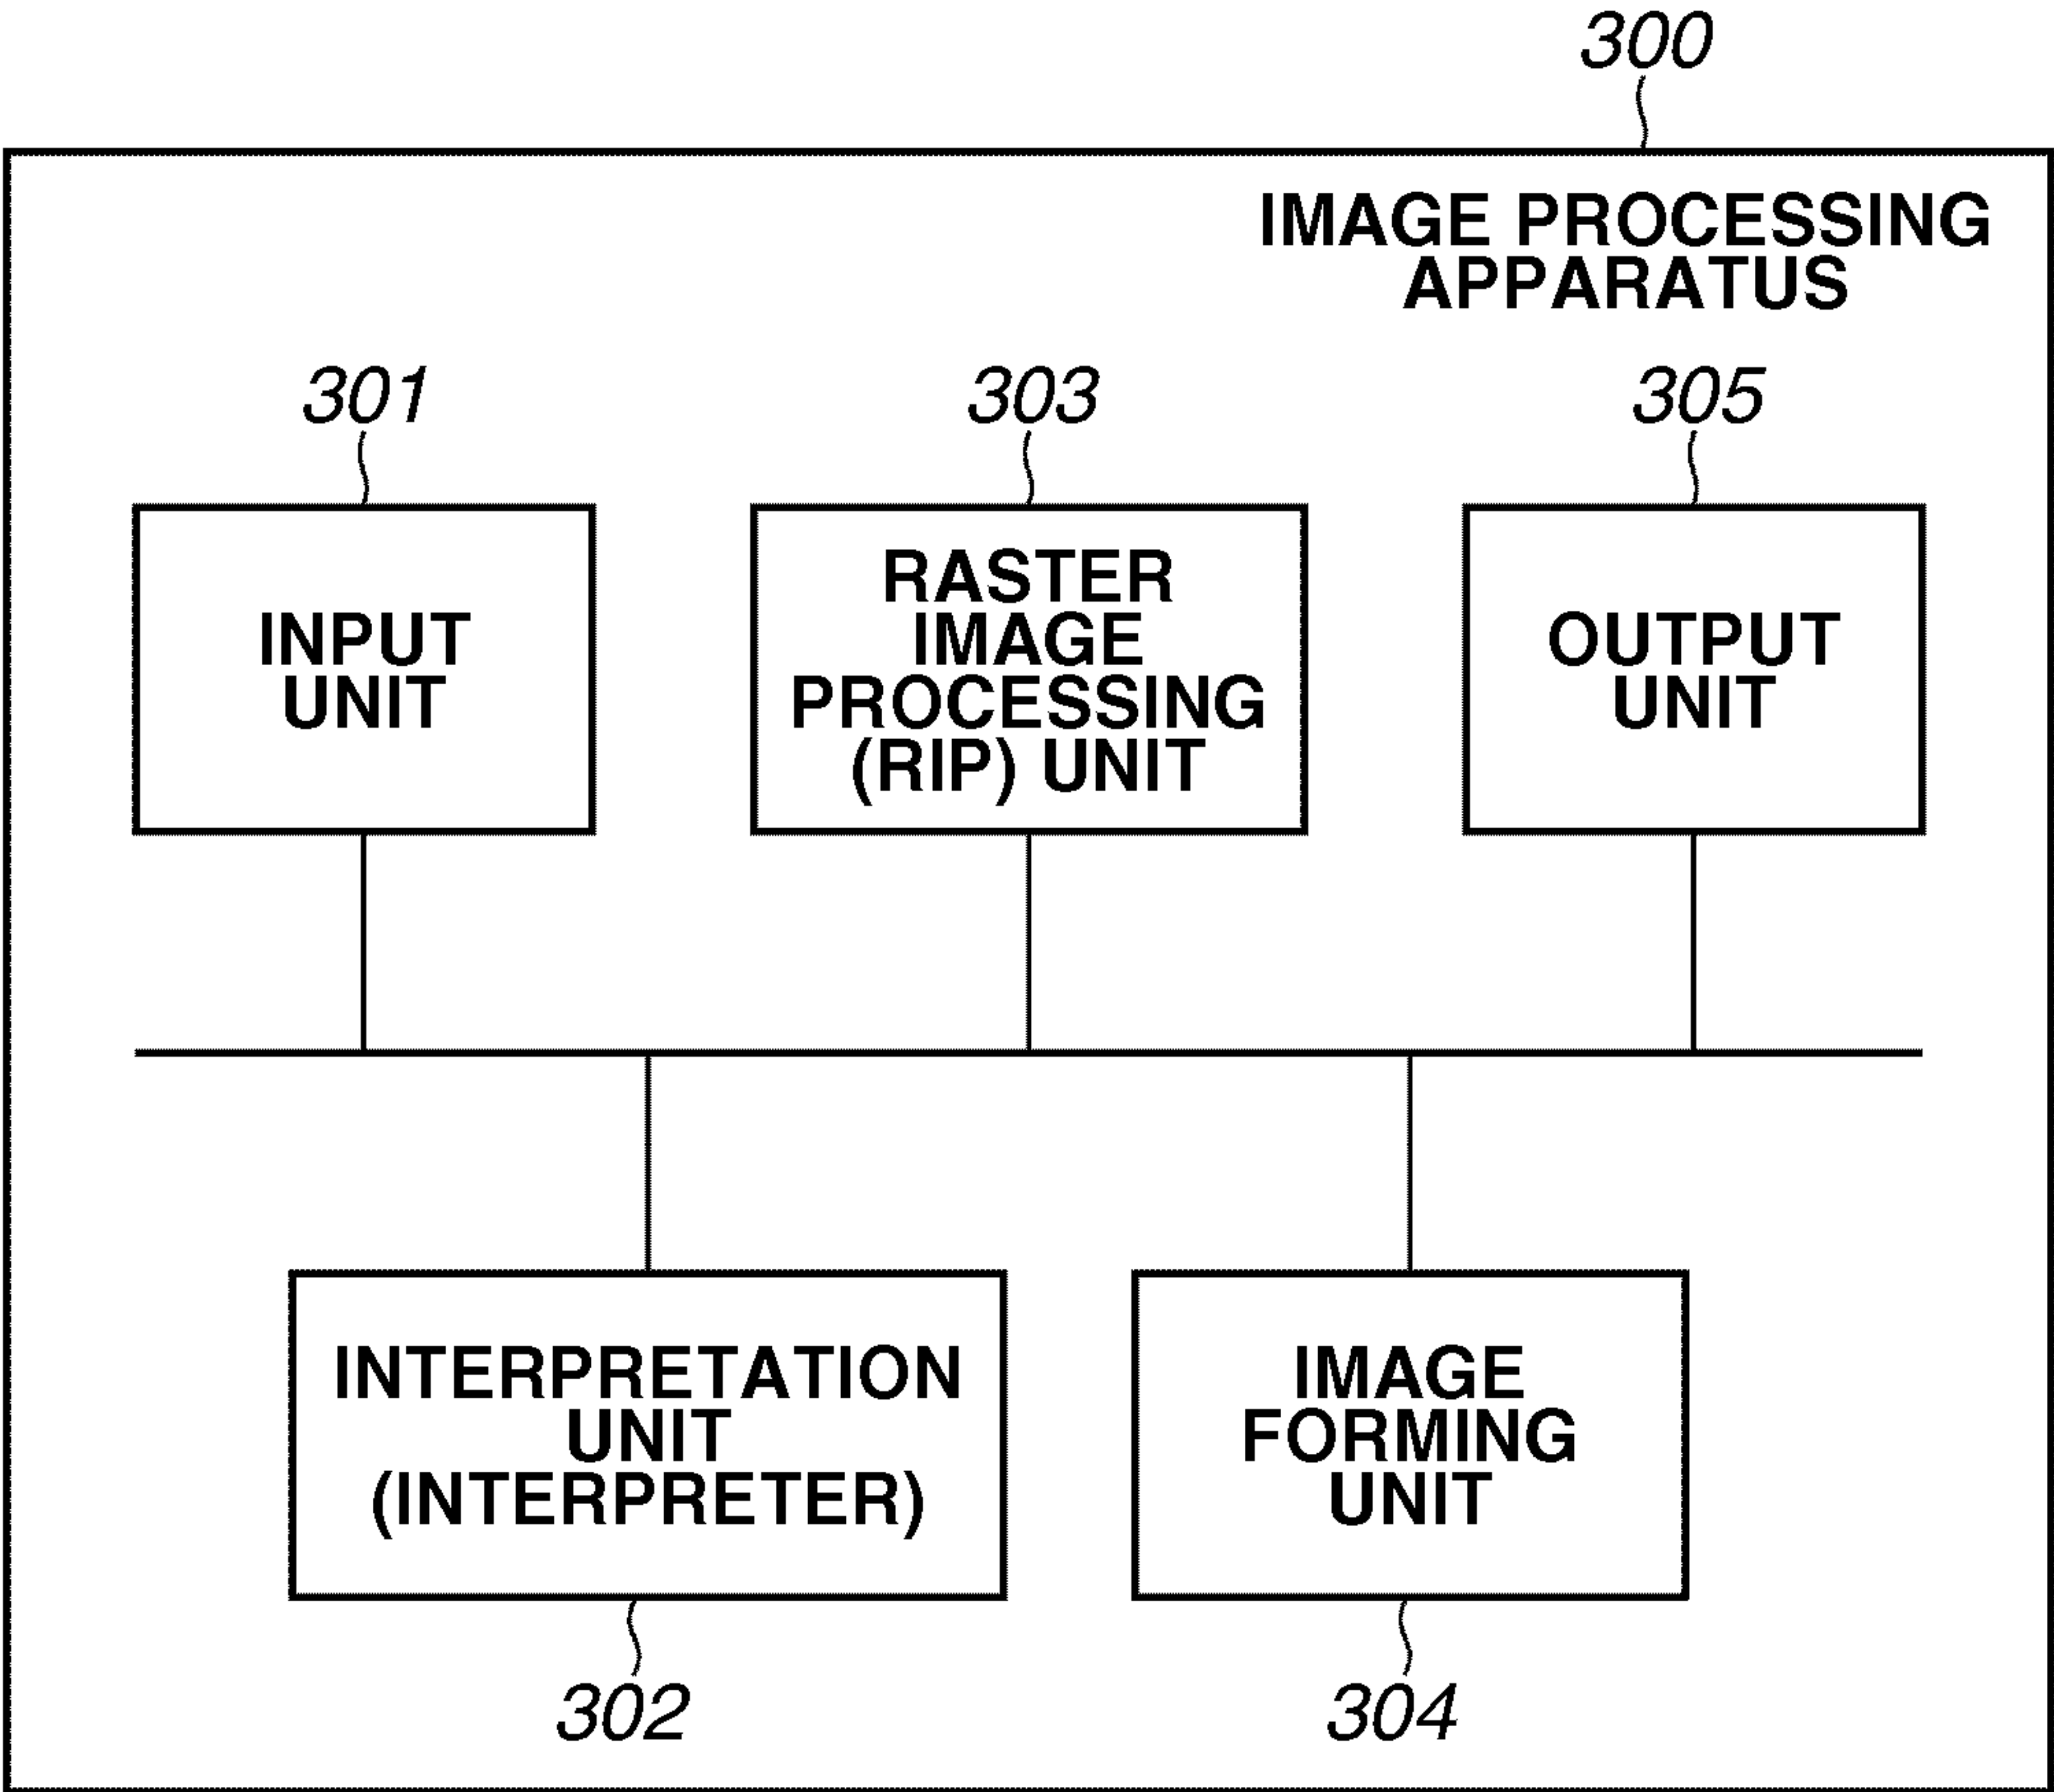 300
IMAGE PROCESSING
APPARATUS
301
303
305
INPUT
UNIT
RASTER
IMAGE
PROCESSING
(RIP) UNIT
OUTPUT
UNIT
INTERPRETATION
UNIT
(INTERPRETER)
IMAGE
FORMING
UNIT
302
304